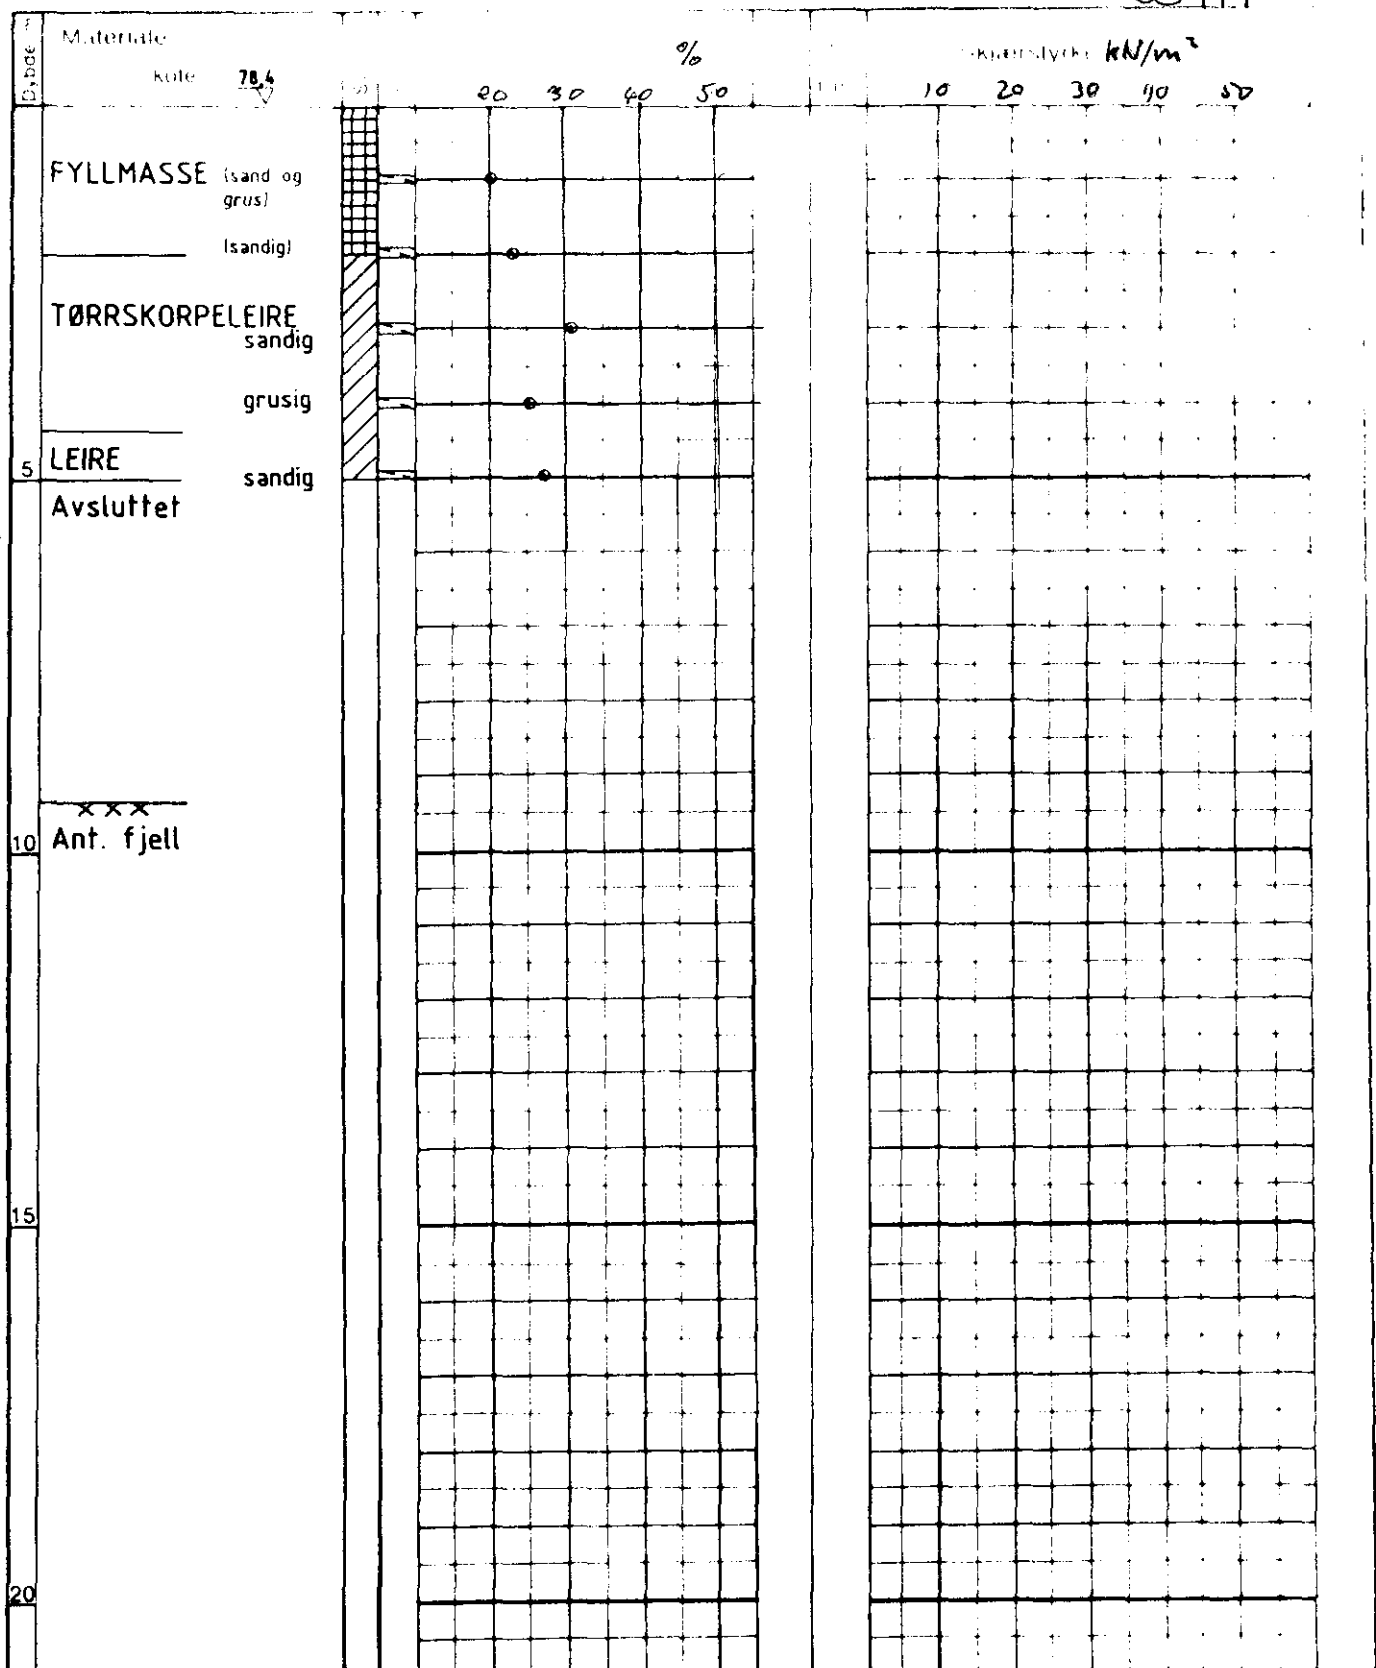 Dybde
Materiale
kote 78,4
%
kN/m²
20 30 40 50
10 20 30 40 50
FYLLMASSE (sand og
grus)
(sandig)
TØRRSKORPELEIRE
sandig
grusig
LEIRE
5
sandig
Avsluttet
10
Ant. fjell
15
20